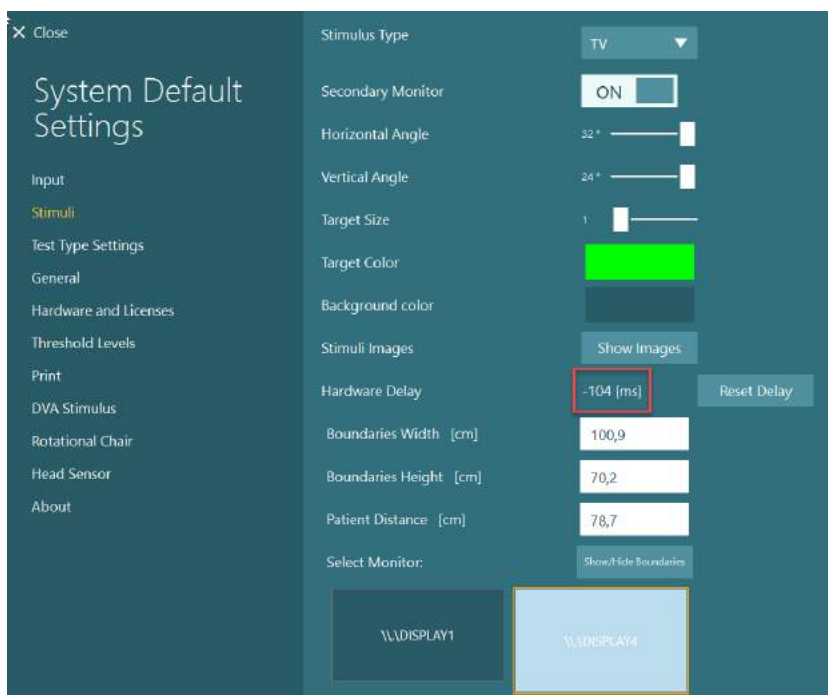 ✕ Close
System Default
Settings
Input
Stimuli
Test Type Settings
General
Hardware and Licenses
Threshold Levels
Print
DVA Stimulus
Rotational Chair
Head Sensor
About
Stimulus Type TV
Secondary Monitor ON
Horizontal Angle 32 °
Vertical Angle 24 °
Target Size 1
Target Color
Background color
Stimuli Images Show Images
Hardware Delay -104 [ms] Reset Delay
Boundaries Width [cm] 100,9
Boundaries Height [cm] 70,2
Patient Distance [cm] 78,7
Select Monitor: Show/Hide Boundaries
\\.\DISPLAY1
\\.\DISPLAY4